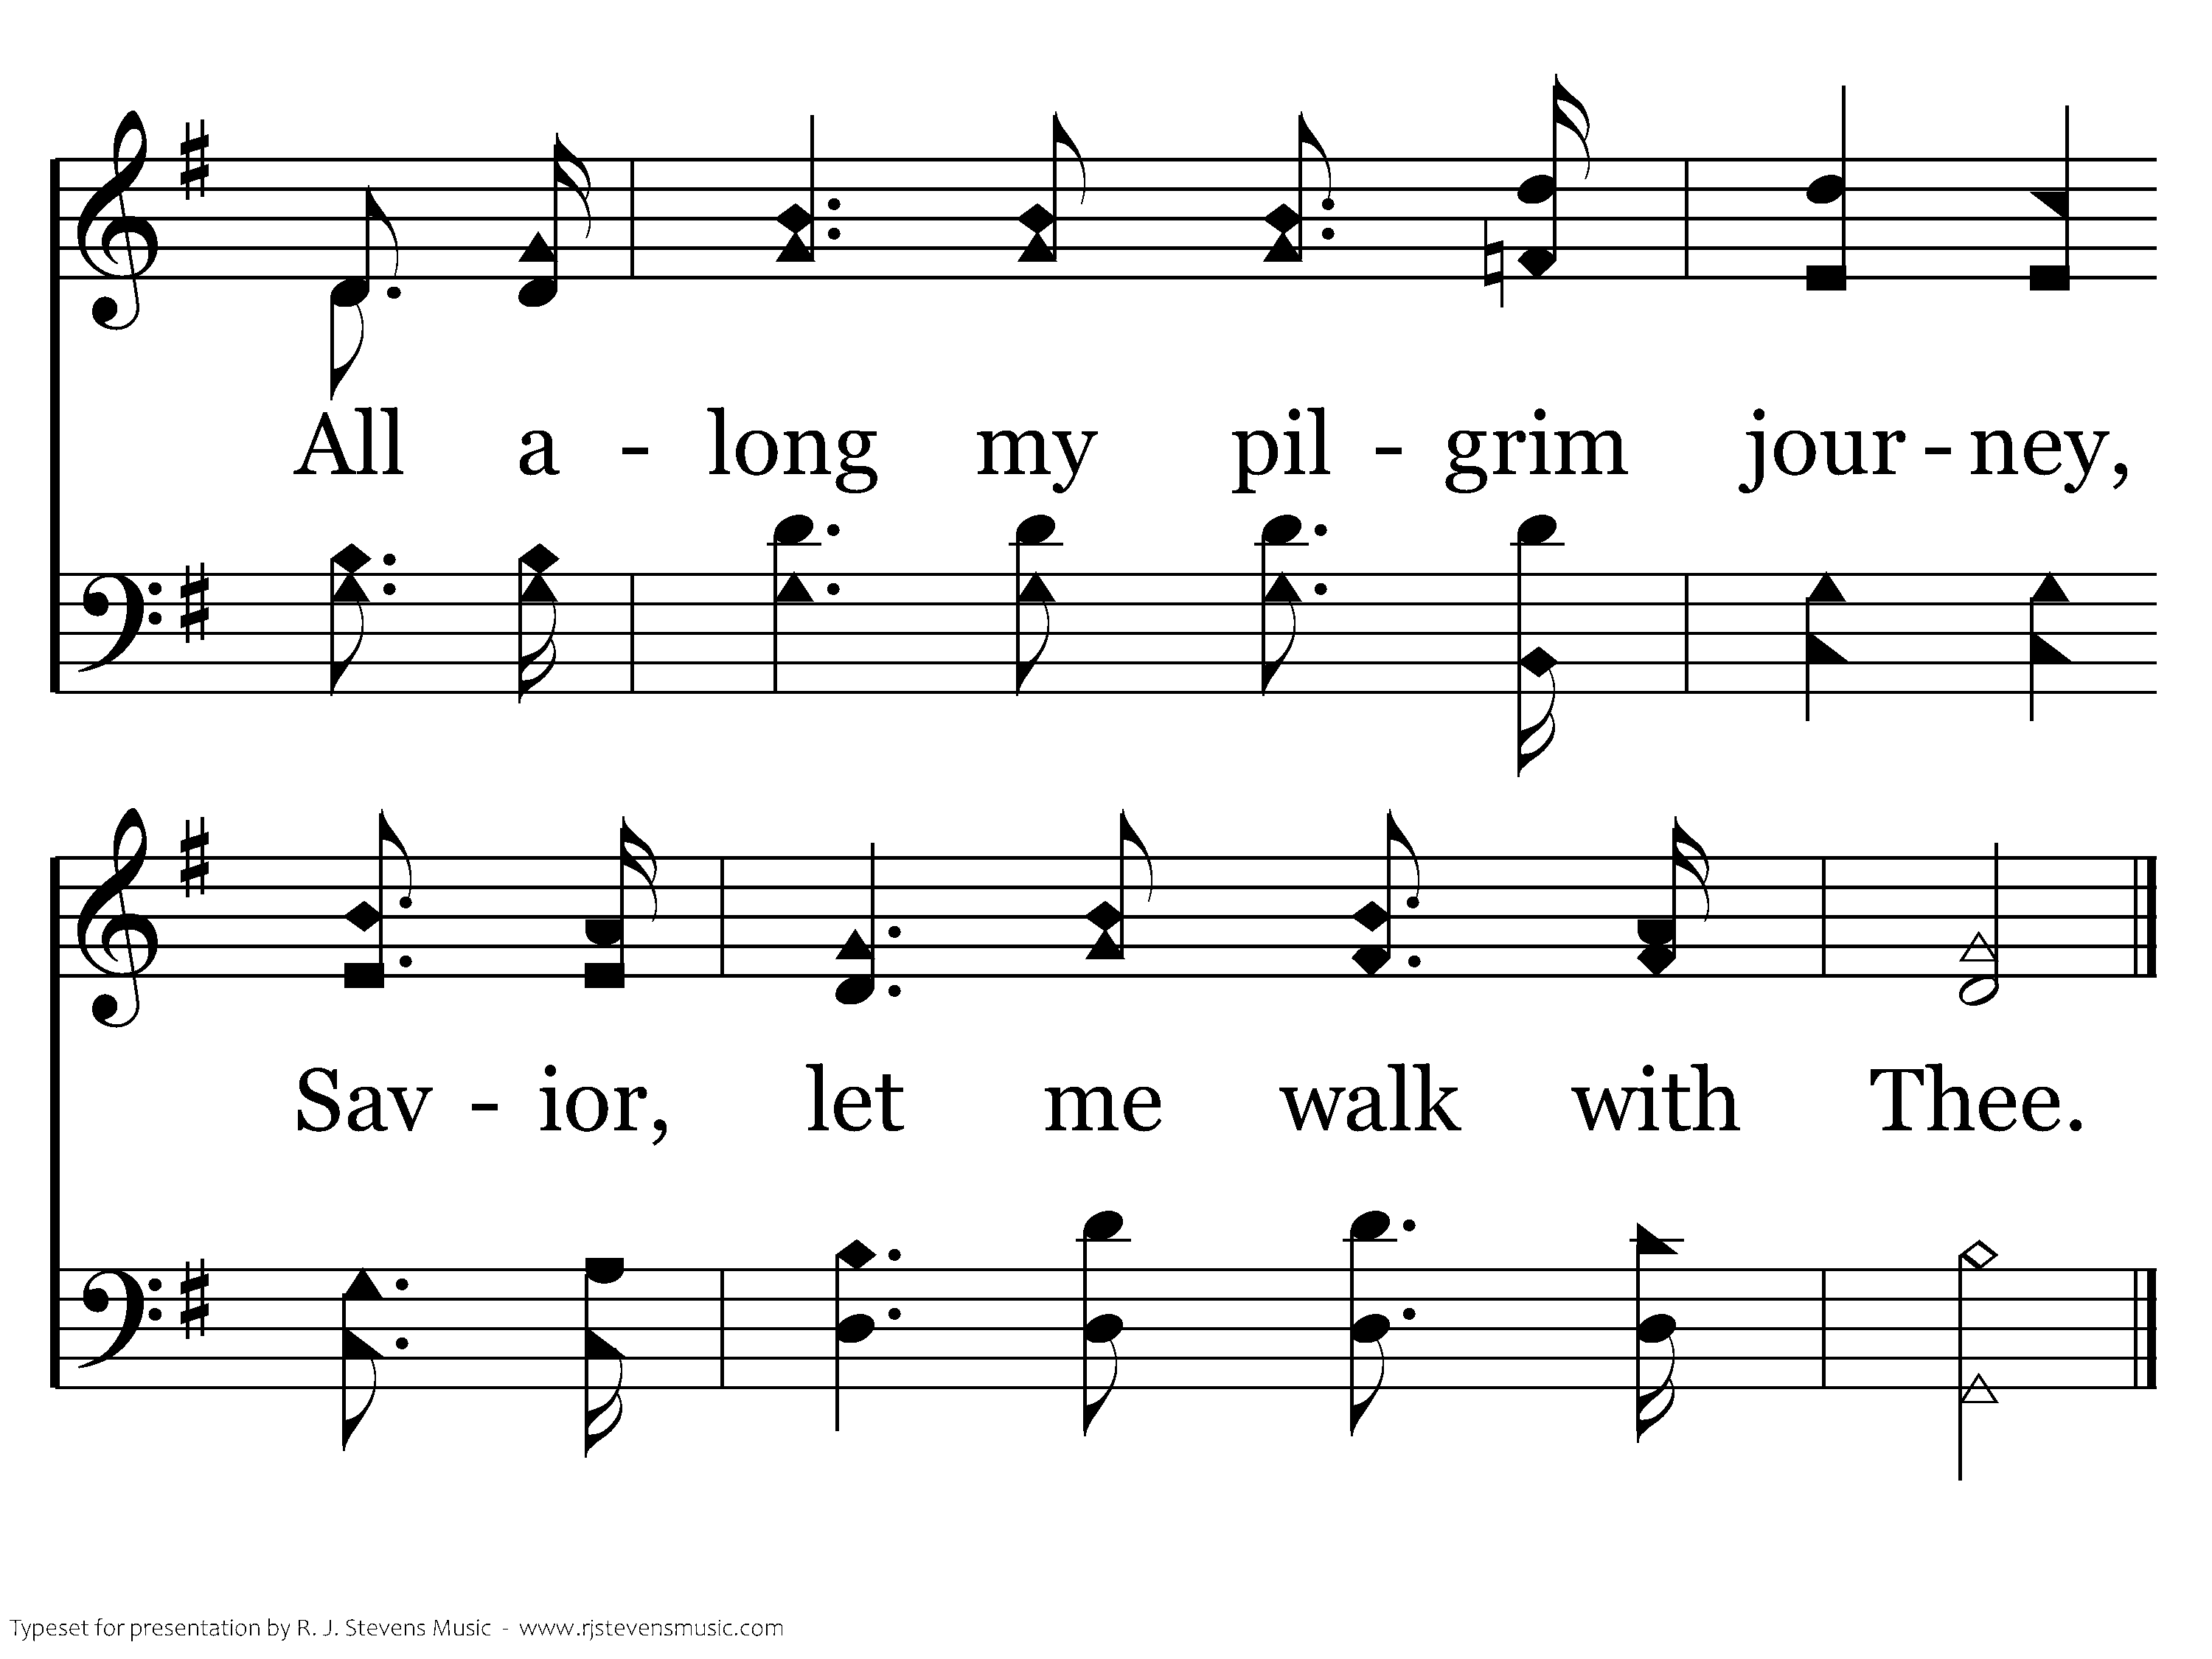 All a - long my pil - grim jour - ney,
Sav - ior, let me walk with Thee.
Typeset for presentation by R. J. Stevens Music - www.rjstevensmusic.com